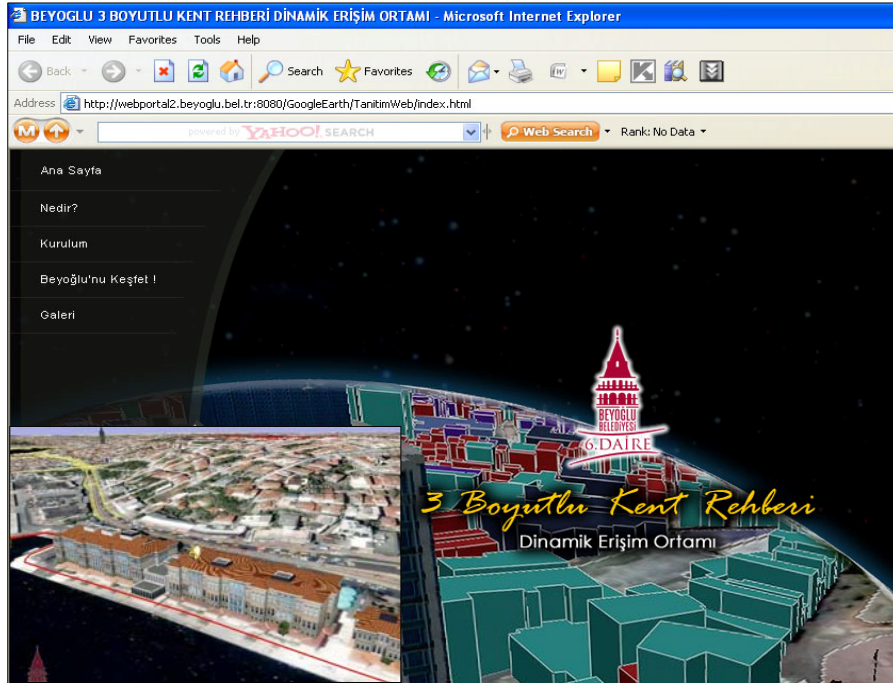 BEYOGLU 3 BOYUTLU KENT REHBERİ DİNAMİK ERİŞİM ORTAMI - Microsoft Internet Explorer
File Edit View Favorites Tools Help
Back Search Favorites
Address http://webportal2.beyoglu.bel.tr:8080/GoogleEarth/TanitimWeb/index.html
M powered by YAHOO! SEARCH Web Search Rank: No Data
Ana Sayfa
Nedir?
Kurulum
Beyoğlu'nu Keşfet !
Galeri
BEYOĞLU
BELEDİYESİ
6.DAİRE
3 Boyutlu Kent Rehberi
Dinamik Erişim Ortamı